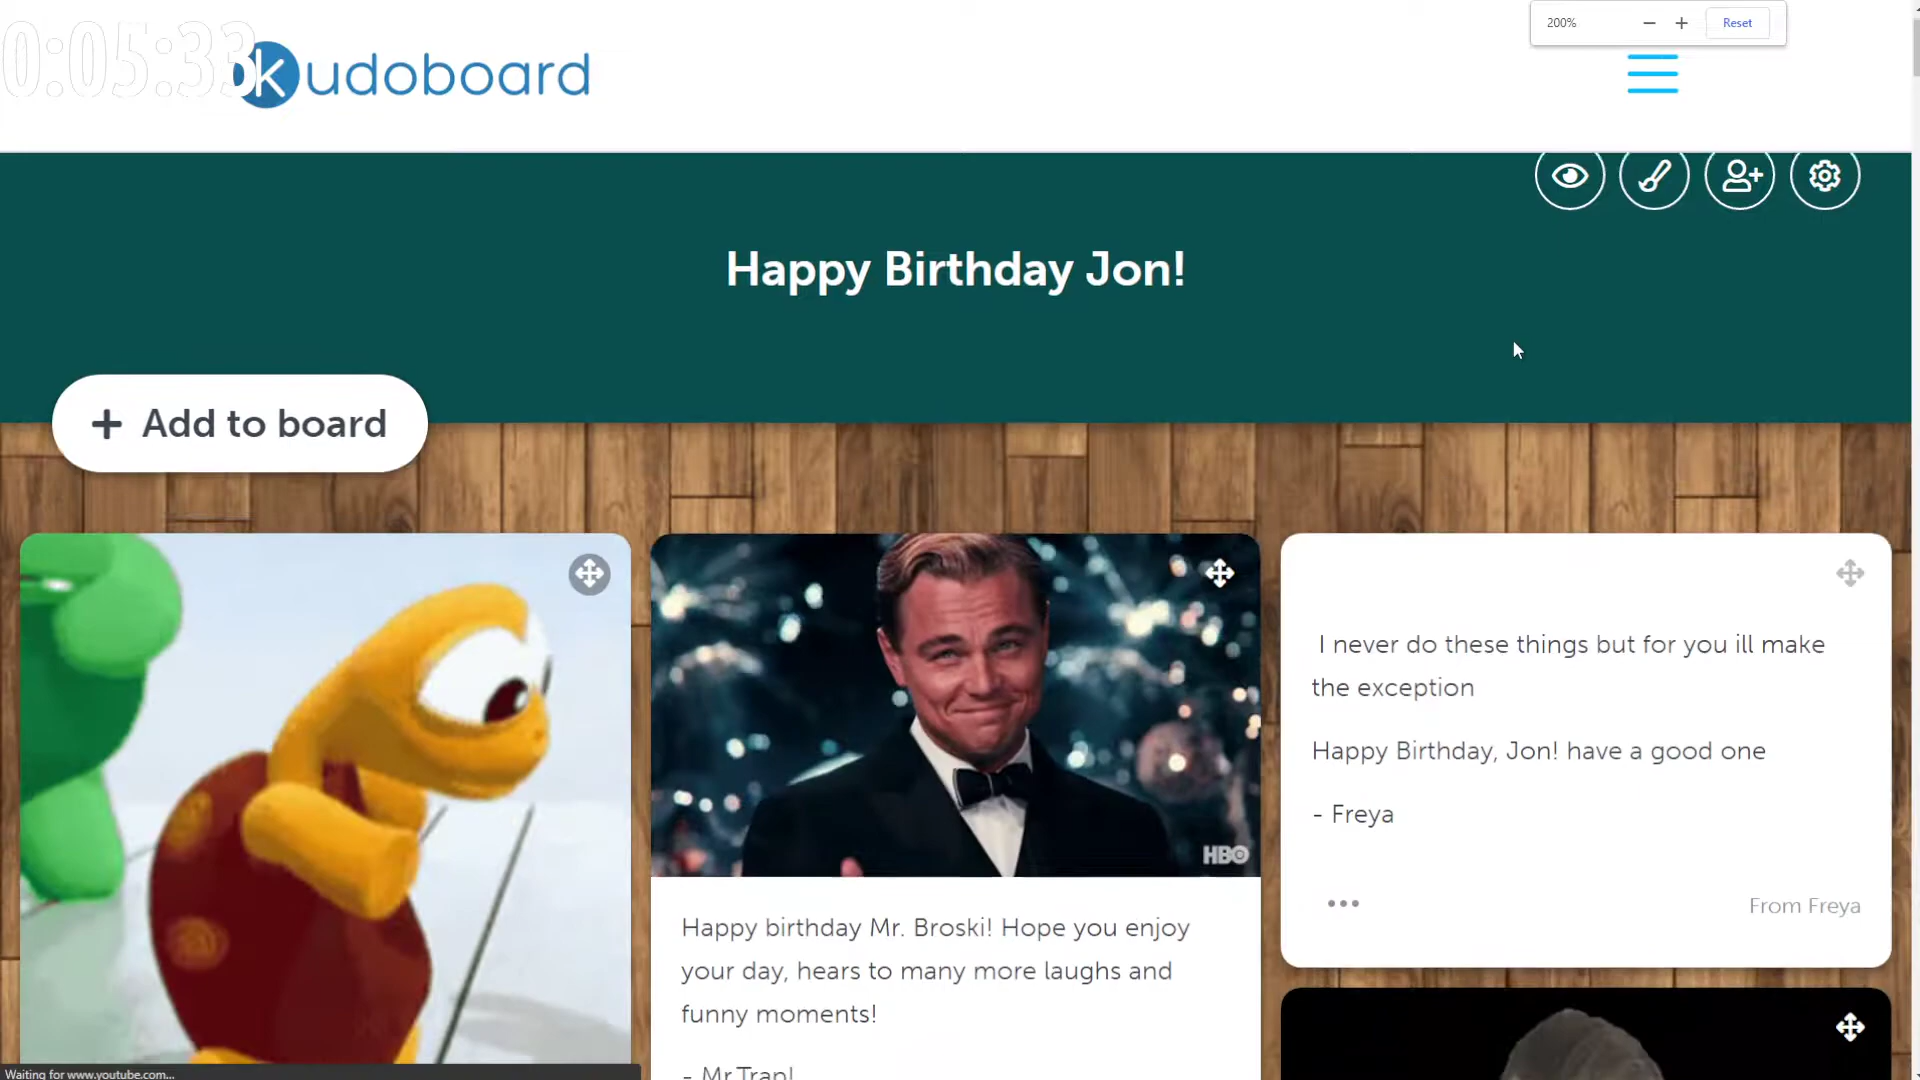 200%
Reset
0:05:33
kudoboard
Happy Birthday Jon!
Add to board
I never do these things but for you ill make
the exception
Happy Birthday, Jon! have a good one
- Freya
From Freya
HBO
Happy birthday Mr. Broski! Hope you enjoy
your day, hears to many more laughs and
funny moments!
- Mr.Tran!
Waiting for www.youtube.com...